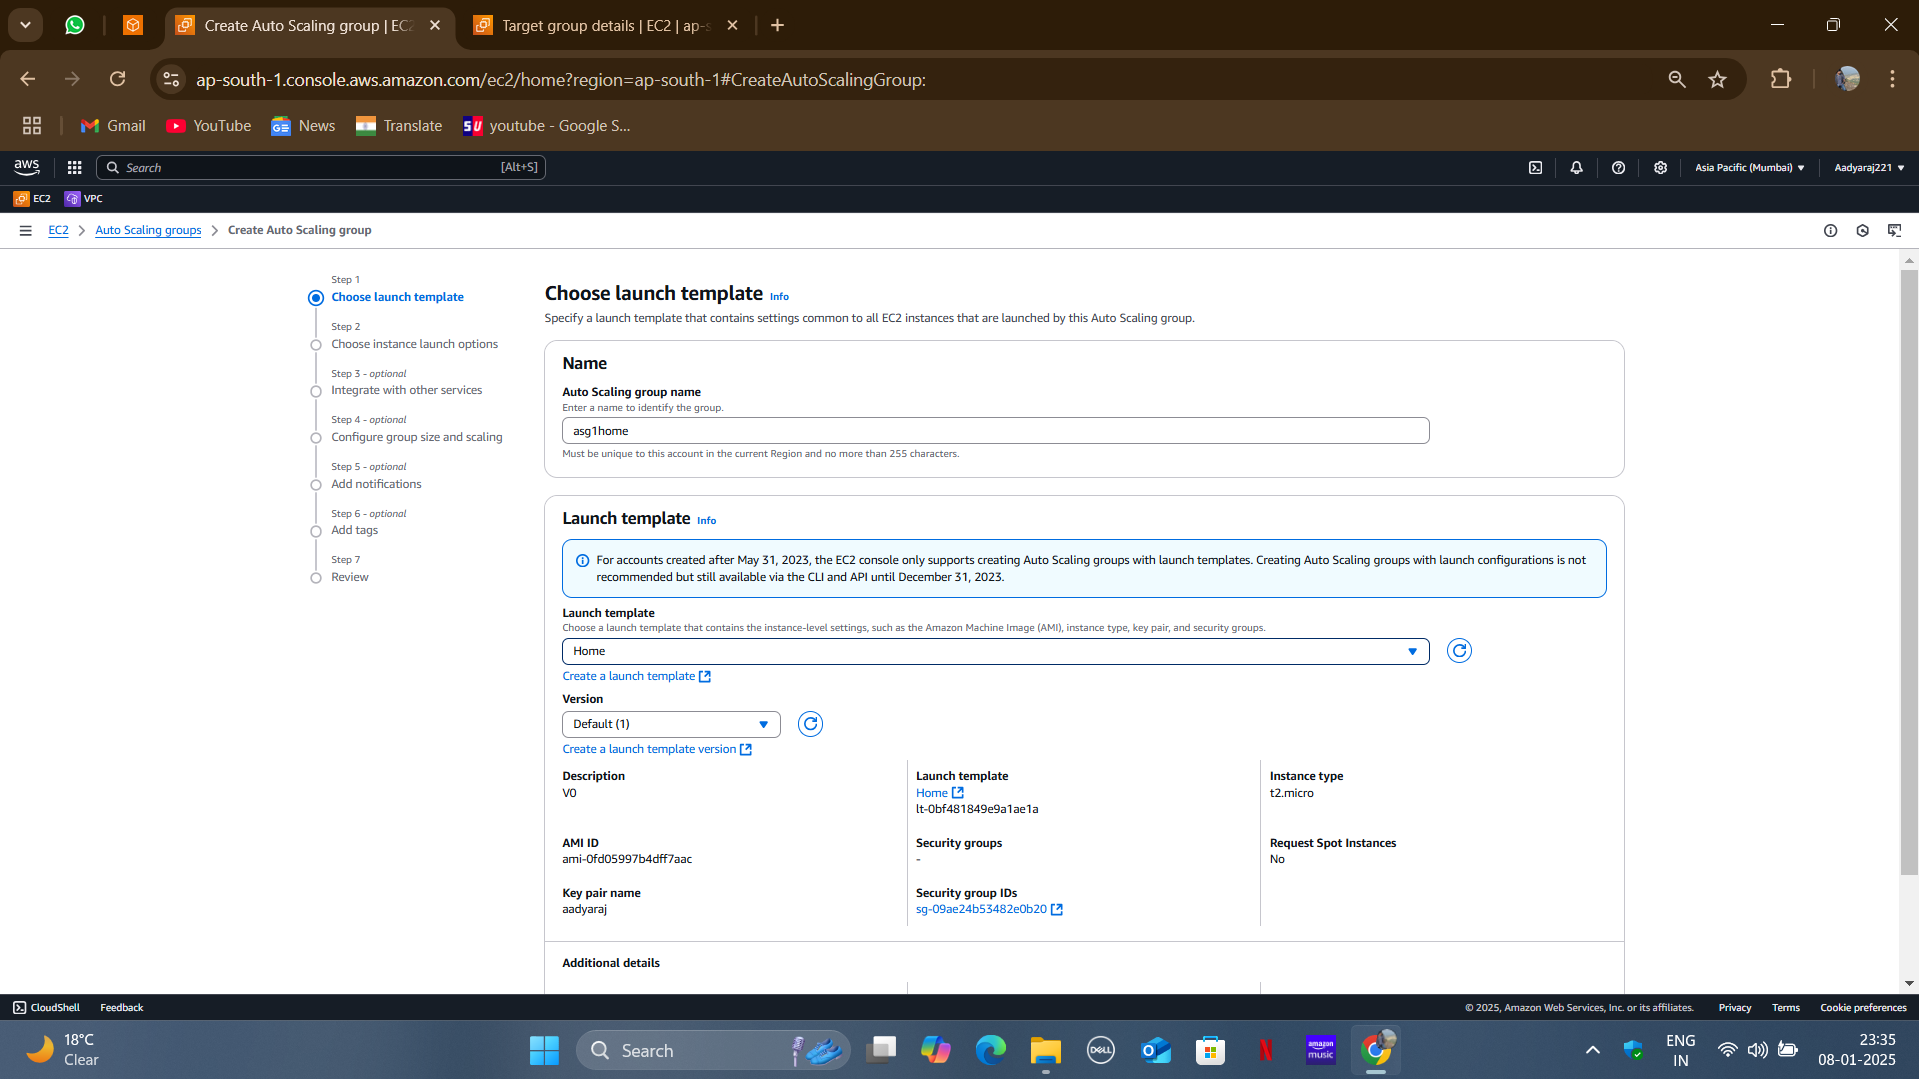 Create Auto Scaling group | EC2
Target group details | EC2 | ap-s
ap-south-1.console.aws.amazon.com/ec2/home?region=ap-south-1#CreateAutoScalingGroup:
Gmail
YouTube
News
Translate
youtube - Google S...
aws
Search
[Alt+S]
Asia Pacific (Mumbai)
Aadyaraj221
EC2
VPC
EC2
Auto Scaling groups
Create Auto Scaling group
Step 1
Choose launch template
Step 2
Choose instance launch options
Step 3 - optional
Integrate with other services
Step 4 - optional
Configure group size and scaling
Step 5 - optional
Add notifications
Step 6 - optional
Add tags
Step 7
Review
Choose launch template Info
Specify a launch template that contains settings common to all EC2 instances that are launched by this Auto Scaling group.
Name
Auto Scaling group name
Enter a name to identify the group.
asg1home
Must be unique to this account in the current Region and no more than 255 characters.
Launch template Info
For accounts created after May 31, 2023, the EC2 console only supports creating Auto Scaling groups with launch templates. Creating Auto Scaling groups with launch configurations is not
recommended but still available via the CLI and API until December 31, 2023.
Launch template
Choose a launch template that contains the instance-level settings, such as the Amazon Machine Image (AMI), instance type, key pair, and security groups.
Home
Create a launch template
Version
Default (1)
Create a launch template version
Description
V0
Launch template
Home
lt-0bf481849e9a1ae1a
Instance type
t2.micro
AMI ID
ami-0fd05997b4dff7aac
Security groups
-
Request Spot Instances
No
Key pair name
aadyaraj
Security group IDs
sg-09ae24b53482e0b20
Additional details
CloudShell
Feedback
© 2025, Amazon Web Services, Inc. or its affiliates.
Privacy
Terms
Cookie preferences
18°C
Clear
Search
DELL
amazon
music
ENG
IN
23:35
08-01-2025